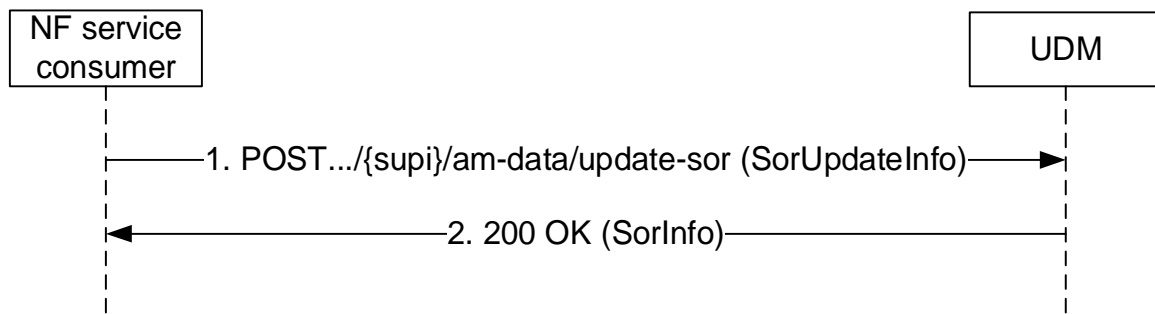 NF service
consumer
UDM
1. POST.../{supi}/am-data/update-sor (SorUpdateInfo)
2. 200 OK (SorInfo)